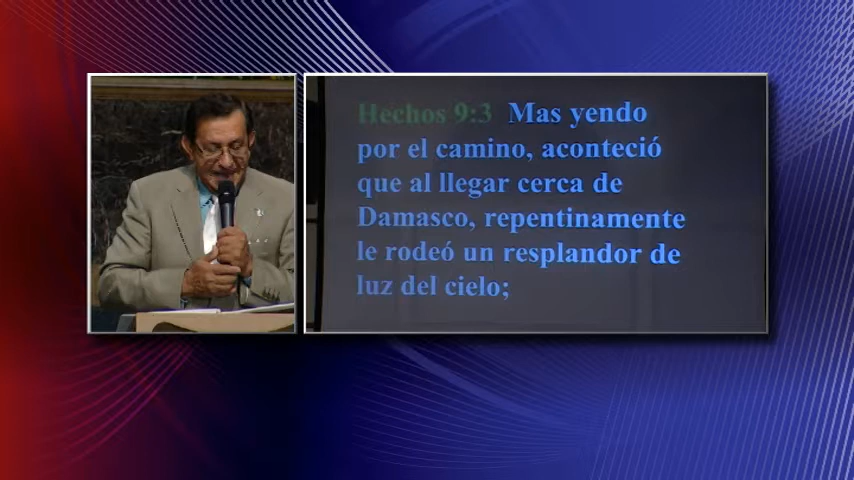 Hechos 9:3 Mas yendo
por el camino, aconteció
que al llegar cerca de
Damasco, repentinamente
le rodeó un resplandor de
luz del cielo;